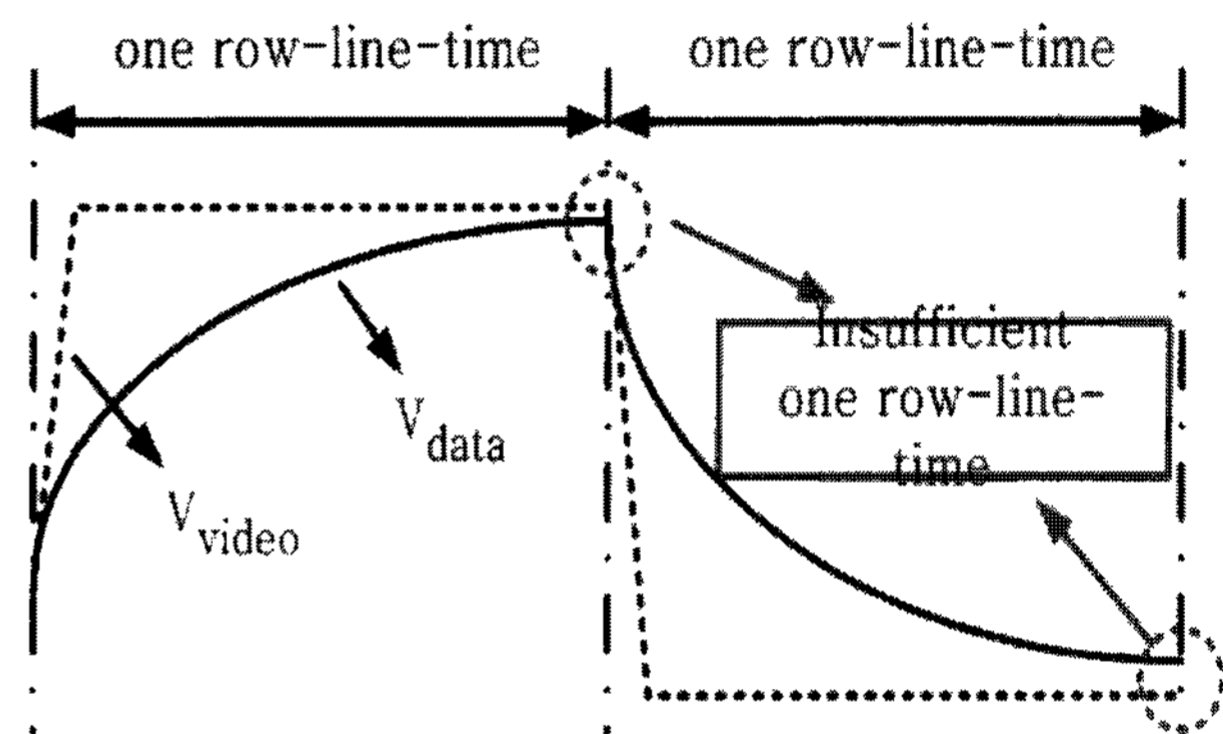 one row-line-time
one row-line-time
Insufficient
one row-line-
time
V data
V video